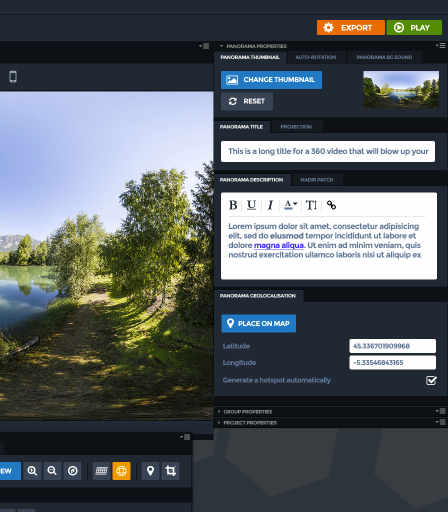 EXPORT
PLAY
PANORAMA PROPERTIES
PANORAMA THUMBNAIL
AUTO-ROTATION
PANORAMA BG SOUND
CHANGE THUMBNAIL
RESET
PANORAMA TITLE
PROJECTION
This is a long title for a 360 video that will blow up your
PANORAMA DESCRIPTION
NADIR PATCH
B U I A T!
Lorem ipsum dolor sit amet, consectetur adipisicing
elit, sed do eiusmod tempor incididunt ut labore et
dolore magna aliqua. Ut enim ad minim veniam, quis
nostrud exercitation ullamco laboris nisi ut aliquip ex
PANORAMA GEOLOCALISATION
PLACE ON MAP
Latitude 45.336701909968
Longitude -5.33546843165
Generate a hotspot automatically
GROUP PROPERTIES
PROJECT PROPERTIES
EW